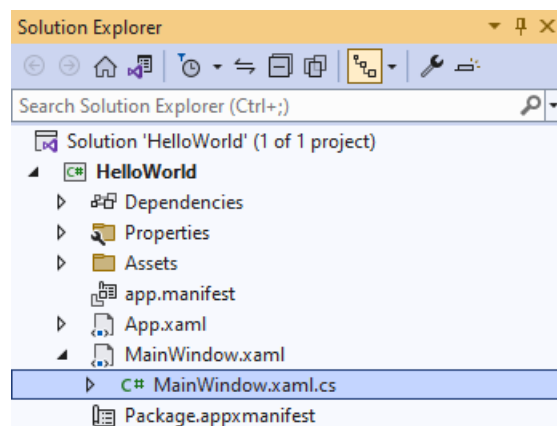 Solution Explorer
Search Solution Explorer (Ctrl+;)
Solution 'HelloWorld' (1 of 1 project)
C# HelloWorld
Dependencies
Properties
Assets
app.manifest
App.xaml
MainWindow.xaml
C# MainWindow.xaml.cs
Package.appxmanifest